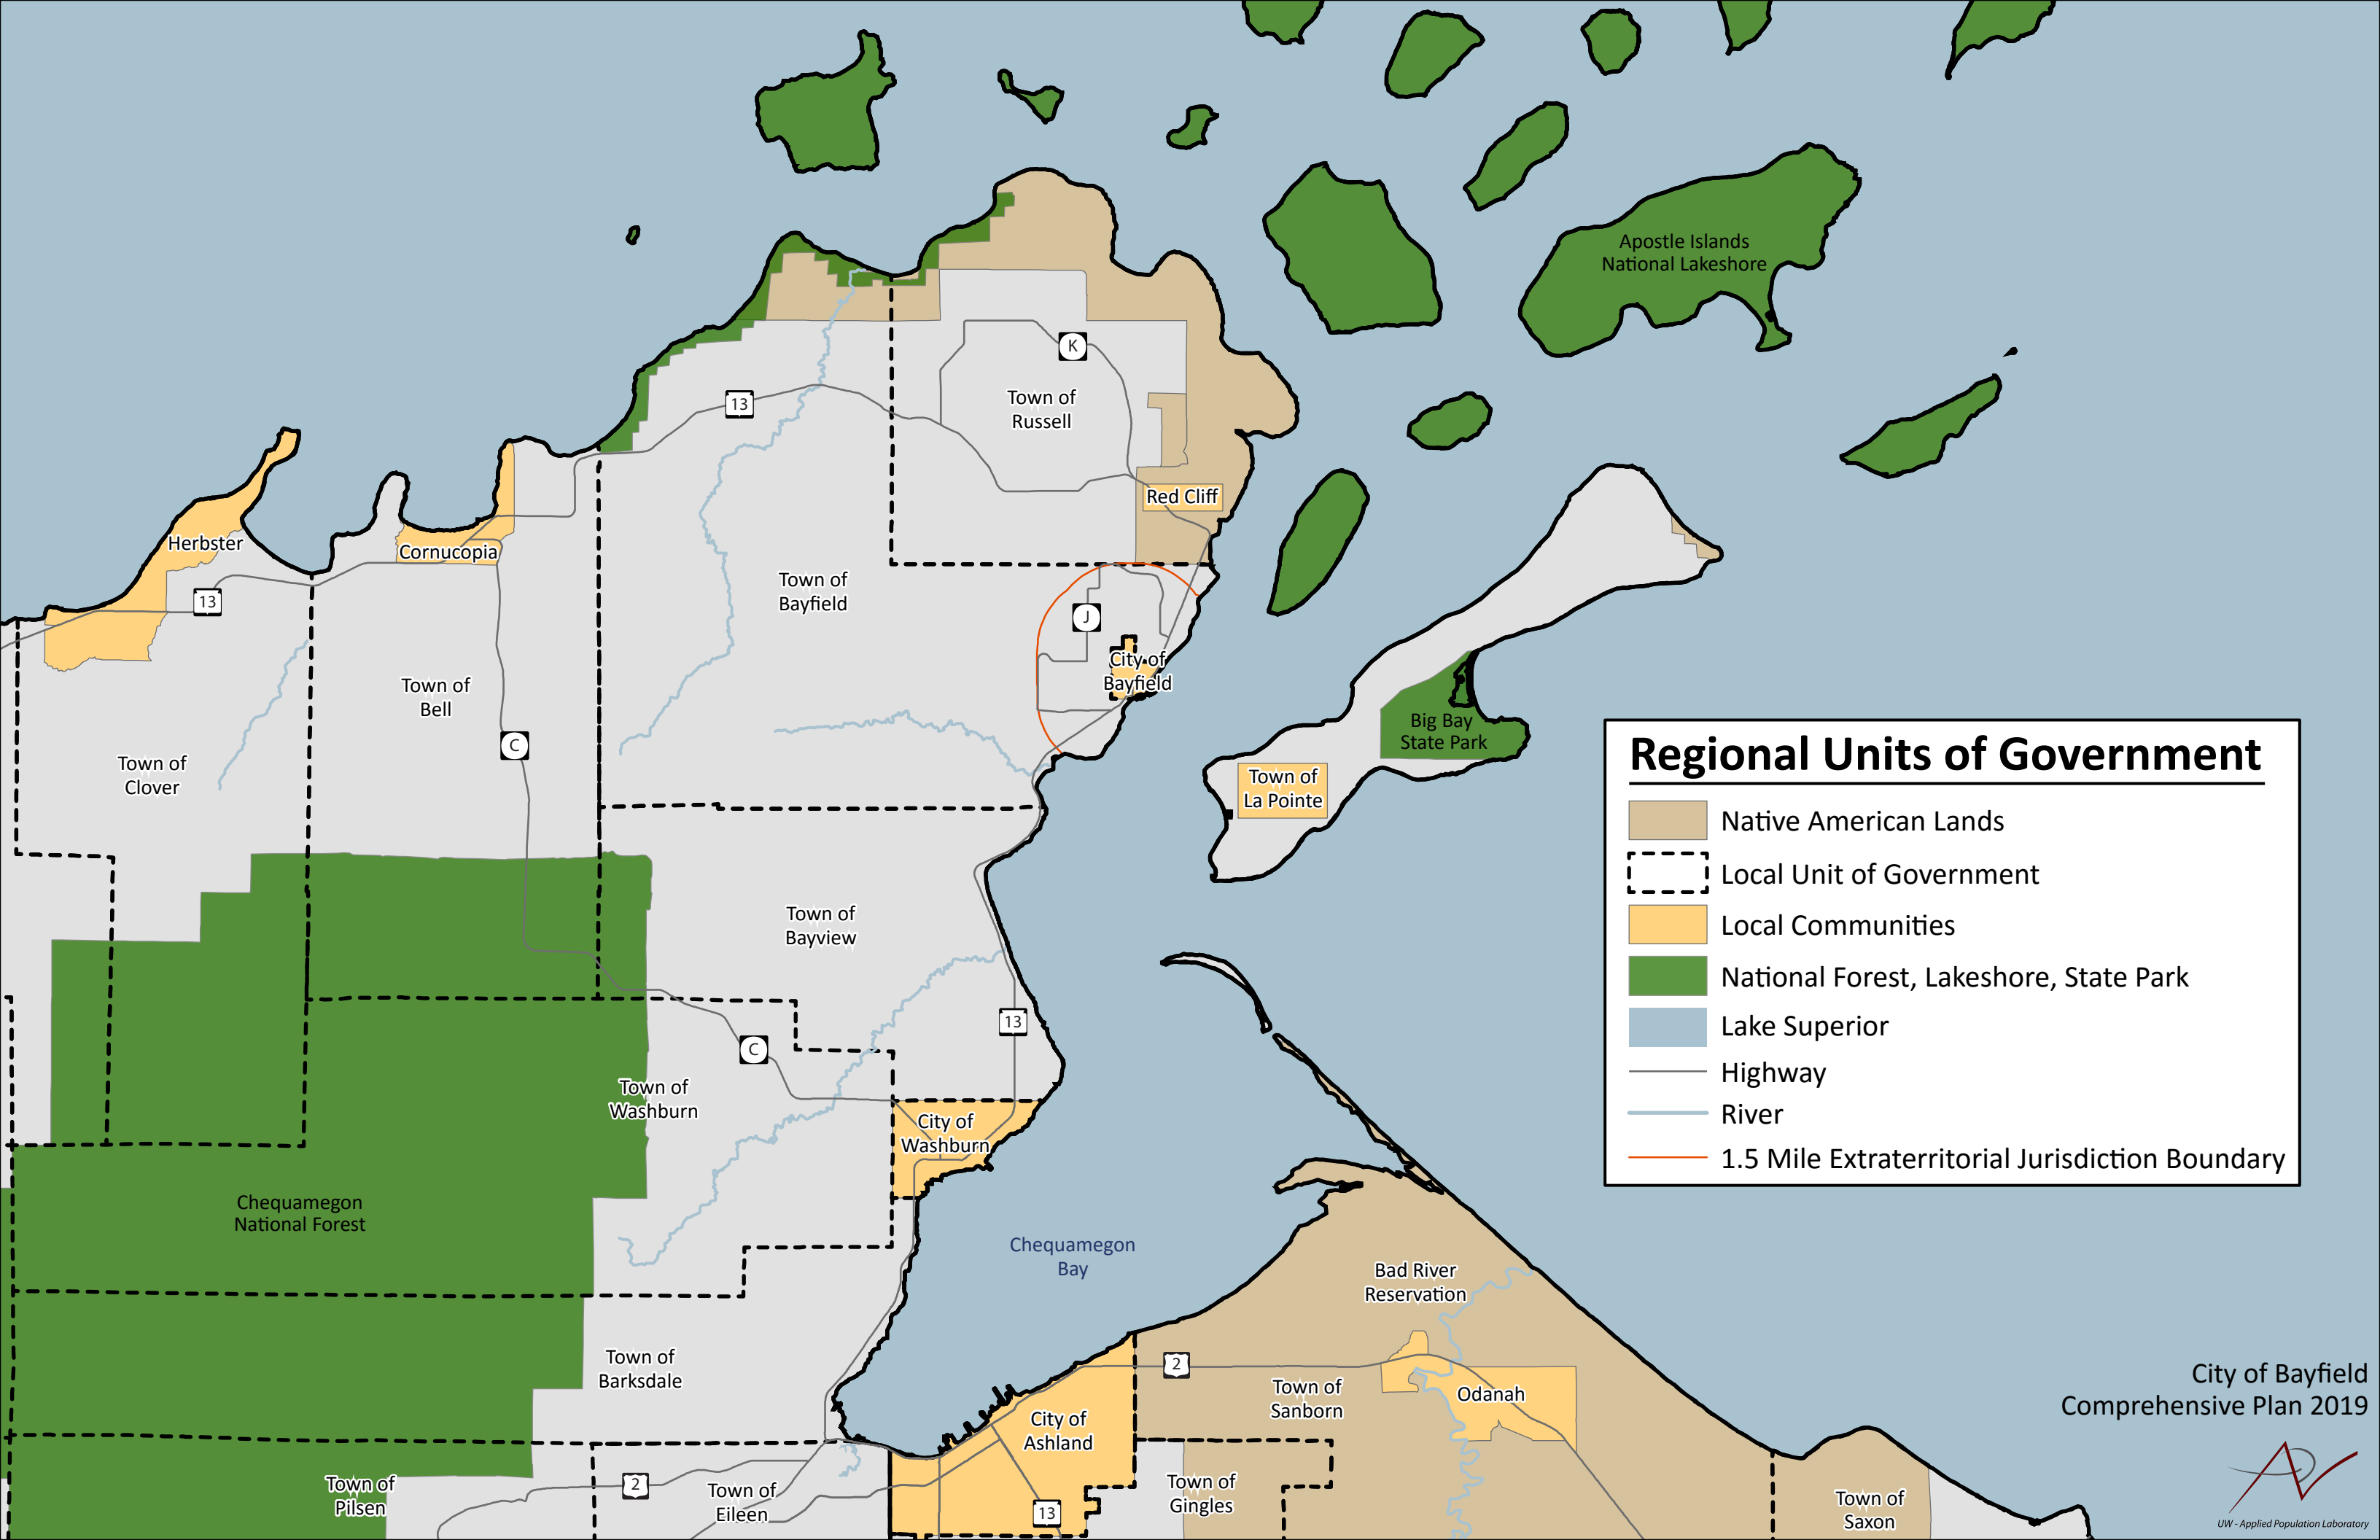 Apostle Islands
National Lakeshore
K
13
Town of
Russell
Red Cliff
Herbster
Cornucopia
13
Town of
Bayfield
J
City of
Bayfield
Town of
Bell
C
Town of
Clover
Big Bay
State Park
Town of
La Pointe
Regional Units of Government
Native American Lands
Local Unit of Government
Local Communities
National Forest, Lakeshore, State Park
Lake Superior
Highway
River
1.5 Mile Extraterritorial Jurisdiction Boundary
Town of
Bayview
13
C
Town of
Washburn
City of
Washburn
Chequamegon
National Forest
Chequamegon
Bay
Bad River
Reservation
Town of
Barksdale
2
Town of
Sanborn
Odanah
City of
Ashland
City of Bayfield
Comprehensive Plan 2019
Town of
Pilsen
2
Town of
Eileen
13
Town of
Gingles
Town of
Saxon
UW - Applied Population Laboratory